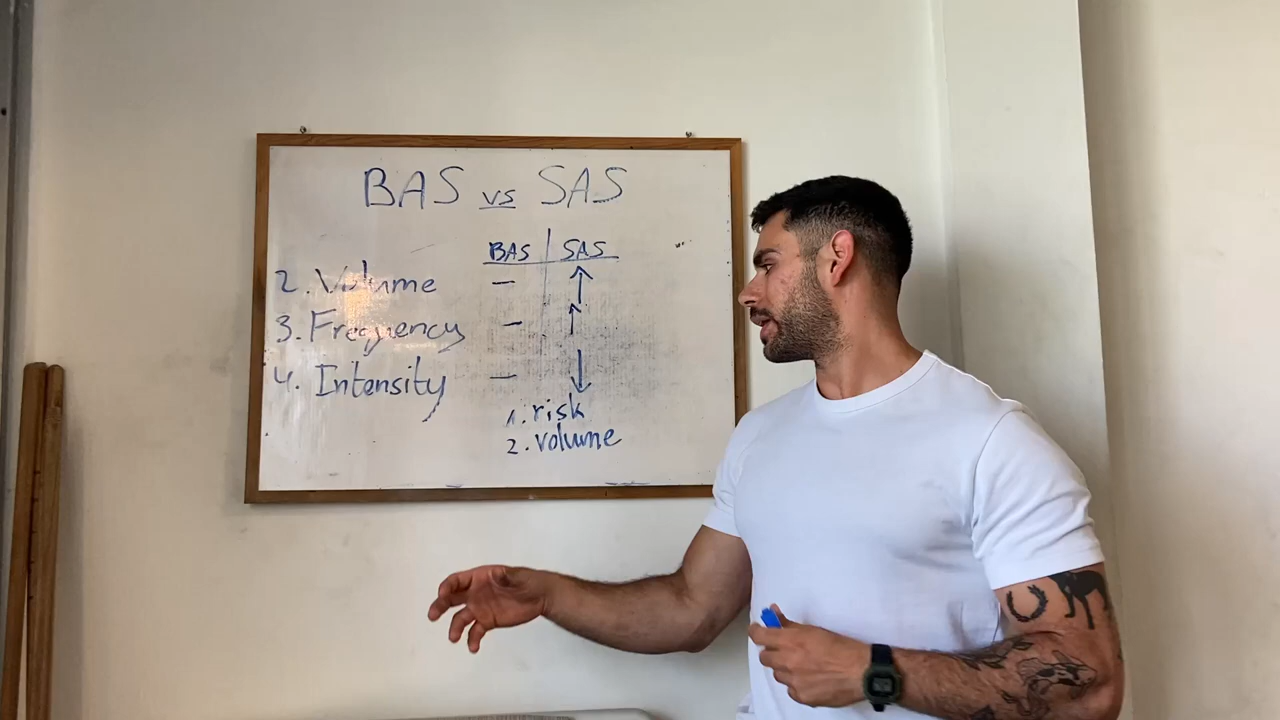 BAS vs SAS
BAS SAS
2. Volume - ↑
3. Frequency - ↑
4. Intensity - ↓
1. risk
2. volume